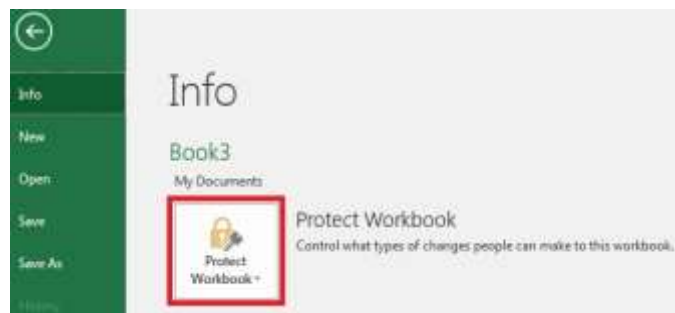 Info
New
Open
Save
Save As
History
Info
Book3
My Documents
Protect
Workbook
Protect Workbook
Control what types of changes people can make to this workbook.